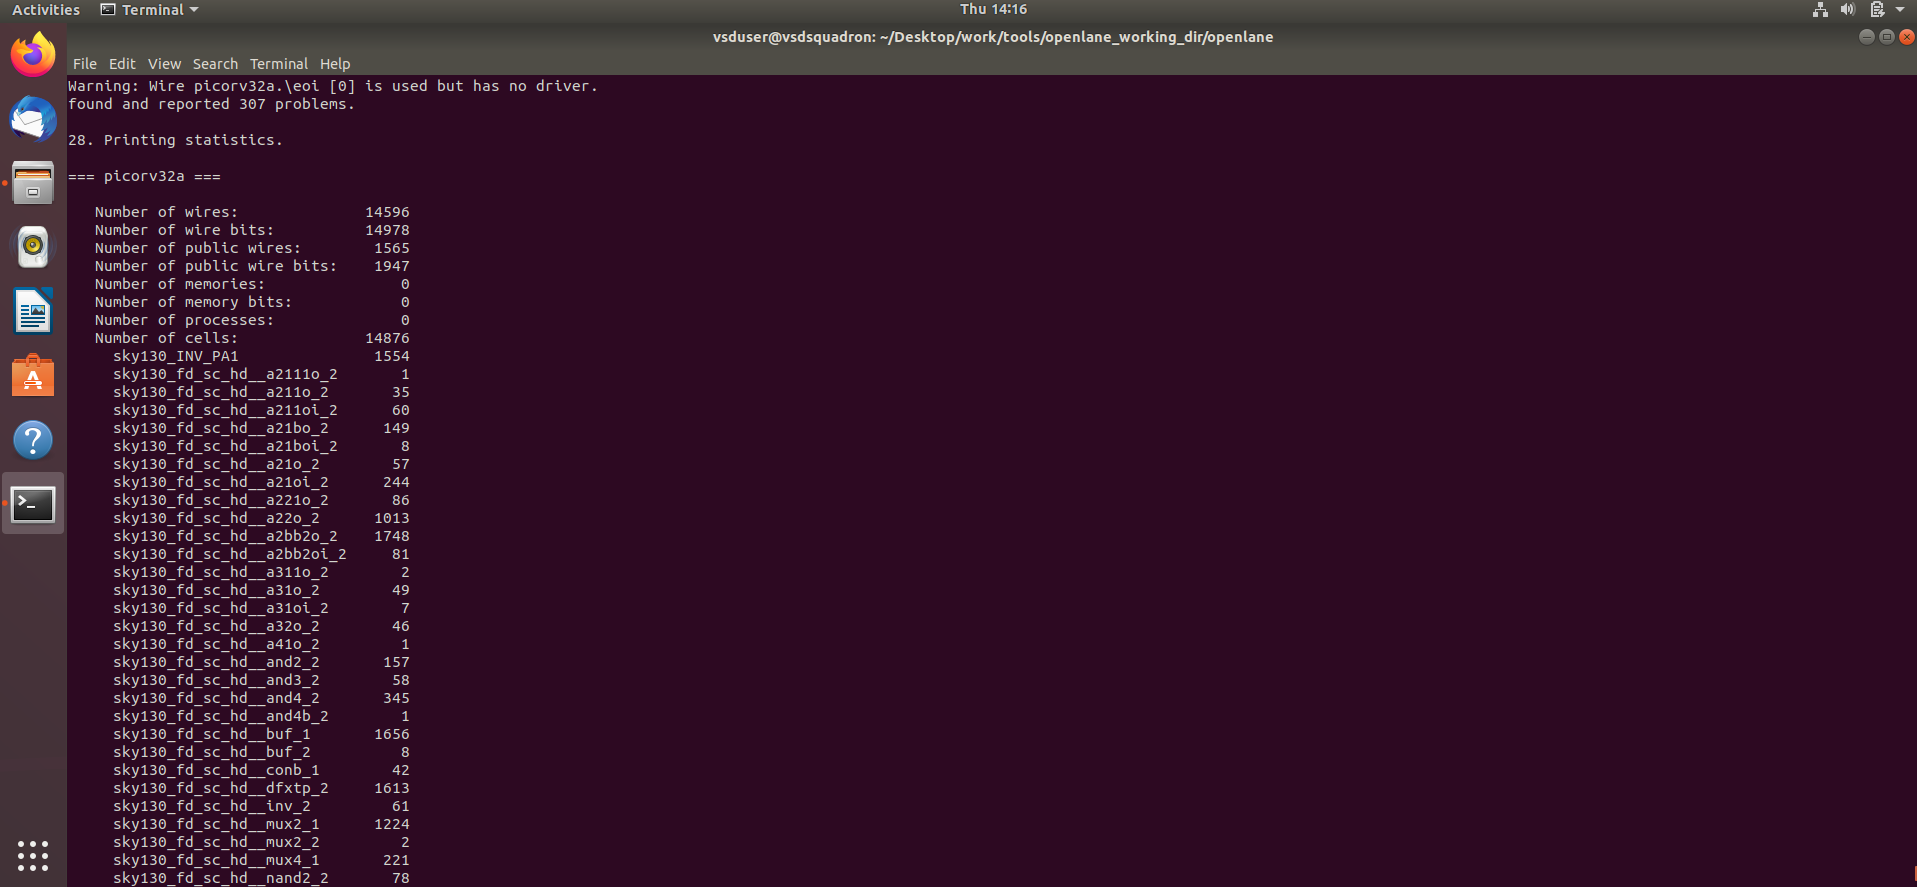 Activities Terminal Thu 14:16
vsduser@vsdsquadron: ~/Desktop/work/tools/openlane_working_dir/openlane
File Edit View Search Terminal Help
Warning: Wire picorv32a.\eoi [0] is used but has no driver.
found and reported 307 problems.
28. Printing statistics.
=== picorv32a ===
Number of wires: 14596
Number of wire bits: 14978
Number of public wires: 1565
Number of public wire bits: 1947
Number of memories: 0
Number of memory bits: 0
Number of processes: 0
Number of cells: 14876
sky130_INV_PA1 1554
sky130_fd_sc_hd__a2111o_2 1
sky130_fd_sc_hd__a211o_2 35
sky130_fd_sc_hd__a211oi_2 60
sky130_fd_sc_hd__a21bo_2 149
sky130_fd_sc_hd__a21boi_2 8
sky130_fd_sc_hd__a21o_2 57
sky130_fd_sc_hd__a21oi_2 244
sky130_fd_sc_hd__a221o_2 86
sky130_fd_sc_hd__a22o_2 1013
sky130_fd_sc_hd__a2bb2o_2 1748
sky130_fd_sc_hd__a2bb2oi_2 81
sky130_fd_sc_hd__a311o_2 2
sky130_fd_sc_hd__a31o_2 49
sky130_fd_sc_hd__a31oi_2 7
sky130_fd_sc_hd__a32o_2 46
sky130_fd_sc_hd__a41o_2 1
sky130_fd_sc_hd__and2_2 157
sky130_fd_sc_hd__and3_2 58
sky130_fd_sc_hd__and4_2 345
sky130_fd_sc_hd__and4b_2 1
sky130_fd_sc_hd__buf_1 1656
sky130_fd_sc_hd__buf_2 8
sky130_fd_sc_hd__conb_1 42
sky130_fd_sc_hd__dfxtp_2 1613
sky130_fd_sc_hd__inv_2 61
sky130_fd_sc_hd__mux2_1 1224
sky130_fd_sc_hd__mux2_2 2
sky130_fd_sc_hd__mux4_1 221
sky130_fd_sc_hd__nand2_2 78